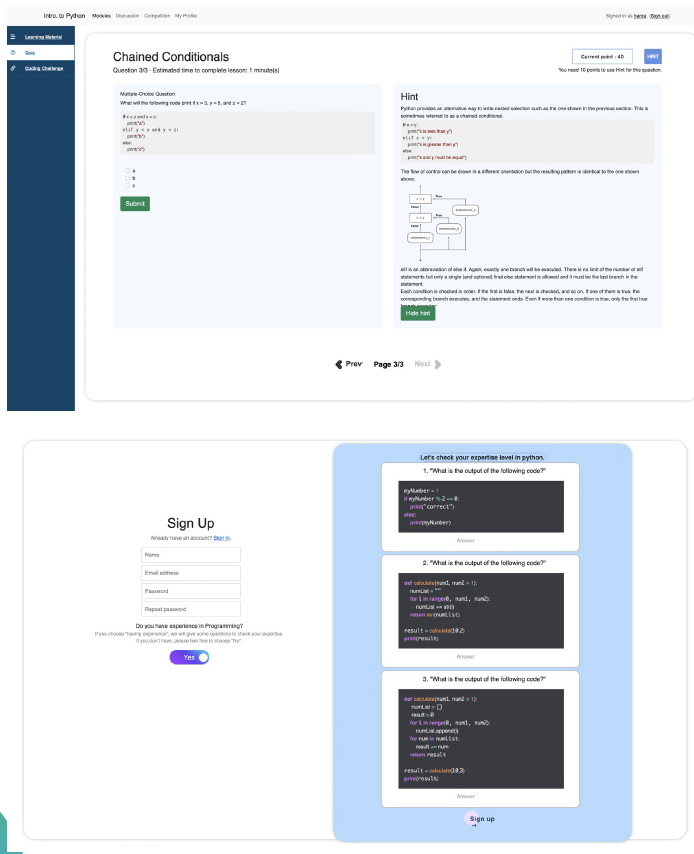 Intro. to Python Modules Discussion Competition My Profile Signed in as hams. (Sign out)
Learning Material
Quiz
Coding Challenge
Chained Conditionals
Question 3/3 - Estimated time to complete lesson: 1 minute(s)
Current point : 40
HINT
You need 10 points to use Hint for this question.
Multiple-Choice Question
What will the following code print if x = 3, y = 5, and z = 2?
if x < y and x < z:
print("a")
elif y < x and y < z:
print("b")
else:
print("c")
a
b
c
Submit
Hint
Python provides an alternative way to write nested selection such as the one shown in the previous section. This is
sometimes referred to as a chained conditional.
if x < y:
print("x is less than y")
elif x > y:
print("x is greater than y")
else:
print("x and y must be equal")
The flow of control can be drawn in a different orientation but the resulting pattern is identical to the one shown
above.
x < y
True
False
statements_a
x > y
True
False
statements_b
statements_c
elif is an abbreviation of else if. Again, exactly one branch will be executed. There is no limit of the number of elif
statements but only a single (and optional) final else statement is allowed and it must be the last branch in the
statement.
Each condition is checked in order. If the first is false, the next is checked, and so on. If one of them is true, the
corresponding branch executes, and the statement ends. Even if more than one condition is true, only the first true
Hide hint
Prev Page 3/3 Next
Sign Up
Already have an account? Sign in.
Name
Email address
Password
Repeat password
Do you have experience in Programming?
If you choose "having experience", we will give some questions to check your expertise.
If you don't have, please feel free to choose "No".
Yes
Let's check your expertise level in python.
1. "What is the output of the following code?"
myNumber = 1
if myNumber % 2 == 0:
print("correct")
else:
print(myNumber)
Answer
2. "What is the output of the following code?"
def calculate(num1, num2 = 1):
numList = ""
for i in range(0, num1, num2):
numList += str(i)
return len(numList)
result = calculate(10,2)
print(result)
Answer
3. "What is the output of the following code?"
def calculate(num1, num2 = 1):
numList = []
result = 0
for i in range(0, num1, num2):
numList.append(i)
for num in numList:
result += num
return result
result = calculate(10,3)
print(result)
Answer
Sign up